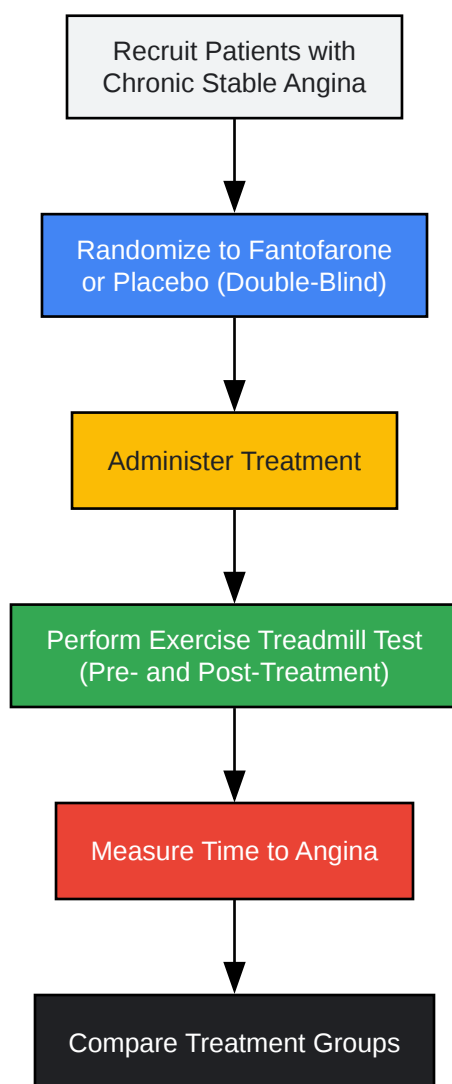 Recruit Patients with
Chronic Stable Angina
Randomize to Fantofarone
or Placebo (Double-Blind)
Administer Treatment
Perform Exercise Treadmill Test
(Pre- and Post-Treatment)
Measure Time to Angina
Compare Treatment Groups